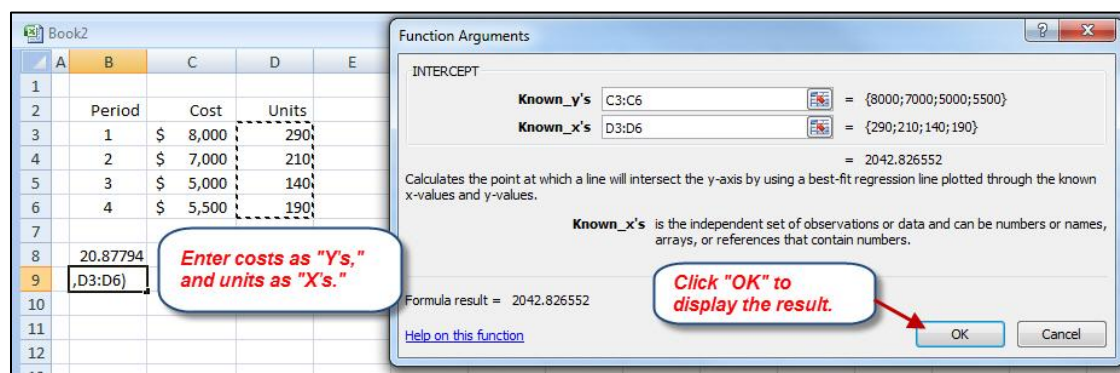 Book2
A B C D E
1
2 Period Cost Units
3 1 $ 8,000 290
4 2 $ 7,000 210
5 3 $ 5,000 140
6 4 $ 5,500 190
7
8 20.87794
9 ,D3:D6)
10
11
12
Enter costs as "Y's,"
and units as "X's."
Function Arguments
INTERCEPT
Known_y's C3:C6 = {8000;7000;5000;5500}
Known_x's D3:D6 = {290;210;140;190}
= 2042.826552
Calculates the point at which a line will intersect the y-axis by using a best-fit regression line plotted through the known
x-values and y-values.
Known_x's is the independent set of observations or data and can be numbers or names,
arrays, or references that contain numbers.
Click "OK" to
display the result.
Formula result = 2042.826552
Help on this function
OK Cancel